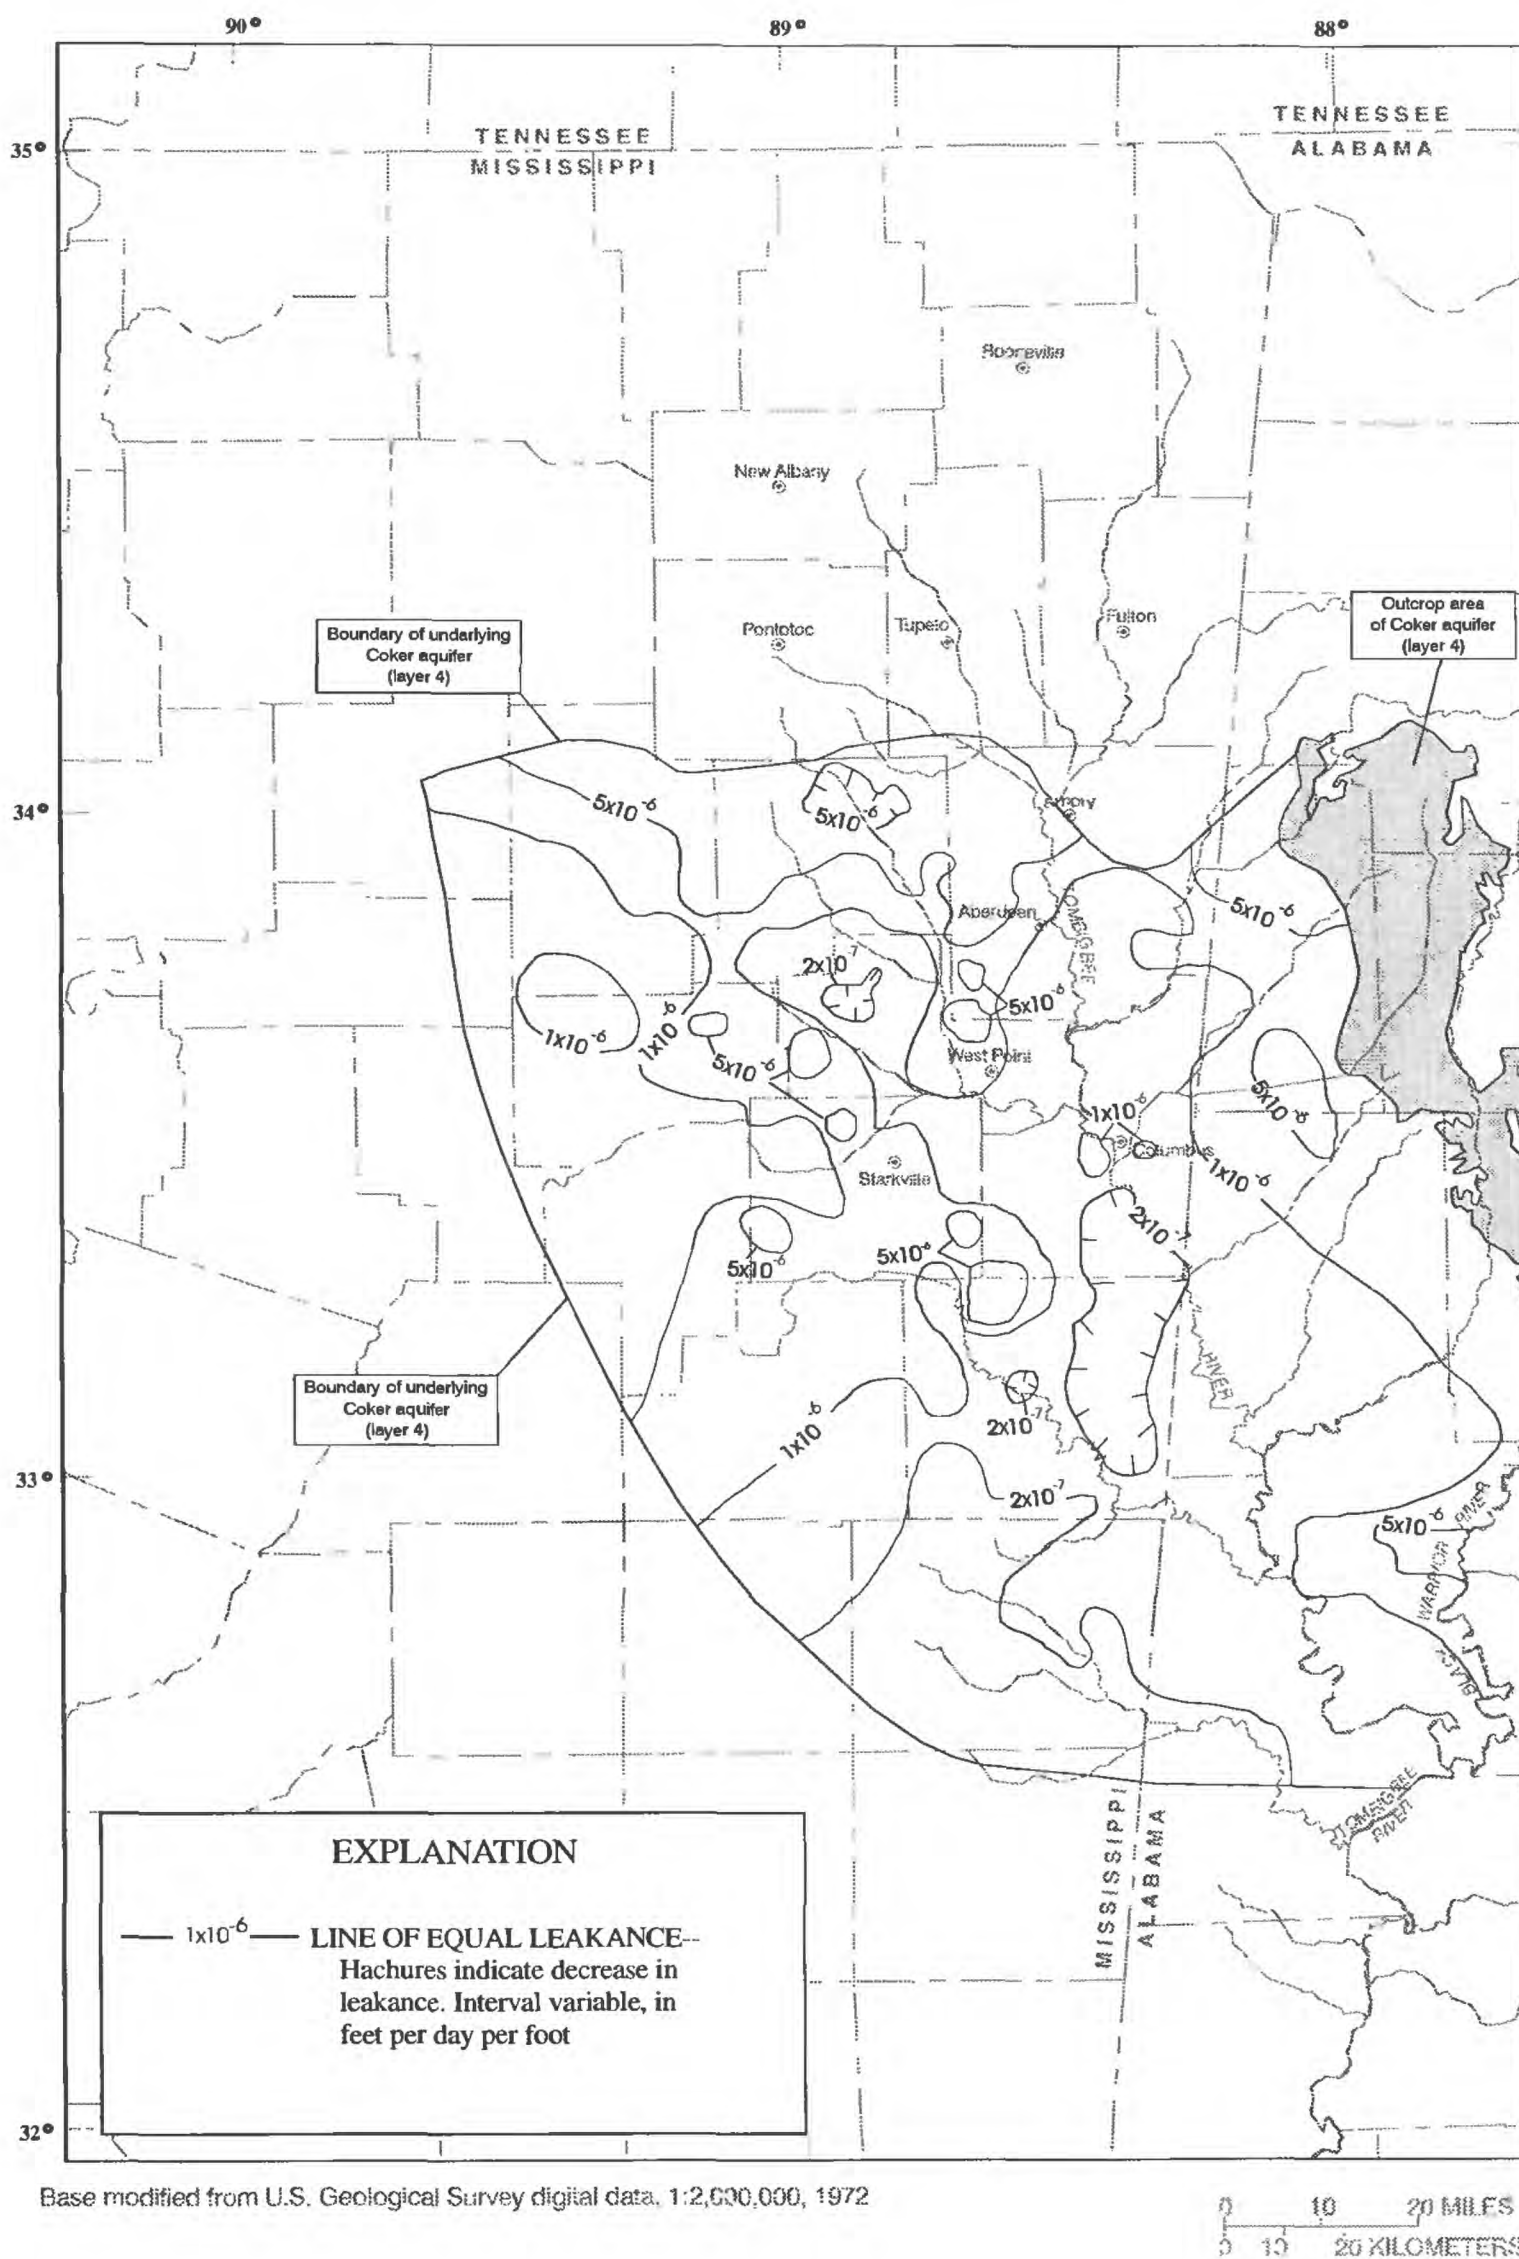 90°
89°
88°
35°
TENNESSEE
MISSISSIPPI
TENNESSEE
ALABAMA
Booneville
New Albany
Outcrop area
of Coker aquifer
(layer 4)
Boundary of undarlying
Coker aquifer
(layer 4)
Pontotoc
Tupelo
Fulton
34°
5x10⁻⁶
5x10⁻⁶
Amory
5x10⁻⁶
Aberdeen
TOMBIGBEE
2x10⁻⁷
5x10⁻⁶
1x10⁻⁶
1x10⁻⁶
5x10⁻⁶
West Point
5x10⁻⁶
1x10⁻⁶
Columbus
Starkville
1x10⁻⁶
2x10⁻⁷
5x10⁻⁶
5x10⁻⁶
RIVER
Boundary of underlying
Coker aquifer
(layer 4)
2x10⁻⁷
1x10⁻⁶
33°
2x10⁻⁷
5x10⁻⁶
RIVER
WARRIOR
BLACK
TOMBIGBEE
RIVER
MISSISSIPPI
ALABAMA
EXPLANATION
1x10⁻⁶ LINE OF EQUAL LEAKANCE--
Hachures indicate decrease in
leakance. Interval variable, in
feet per day per foot
32°
Base modified from U.S. Geological Survey digital data, 1:2,000,000, 1972
0 10 20 MILES
0 10 20 KILOMETERS